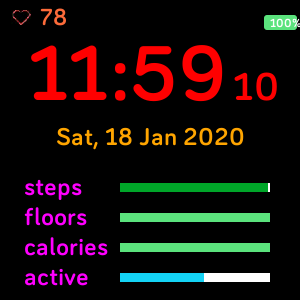 78
100%
11:59 10
Sat, 18 Jan 2020
steps
floors
calories
active